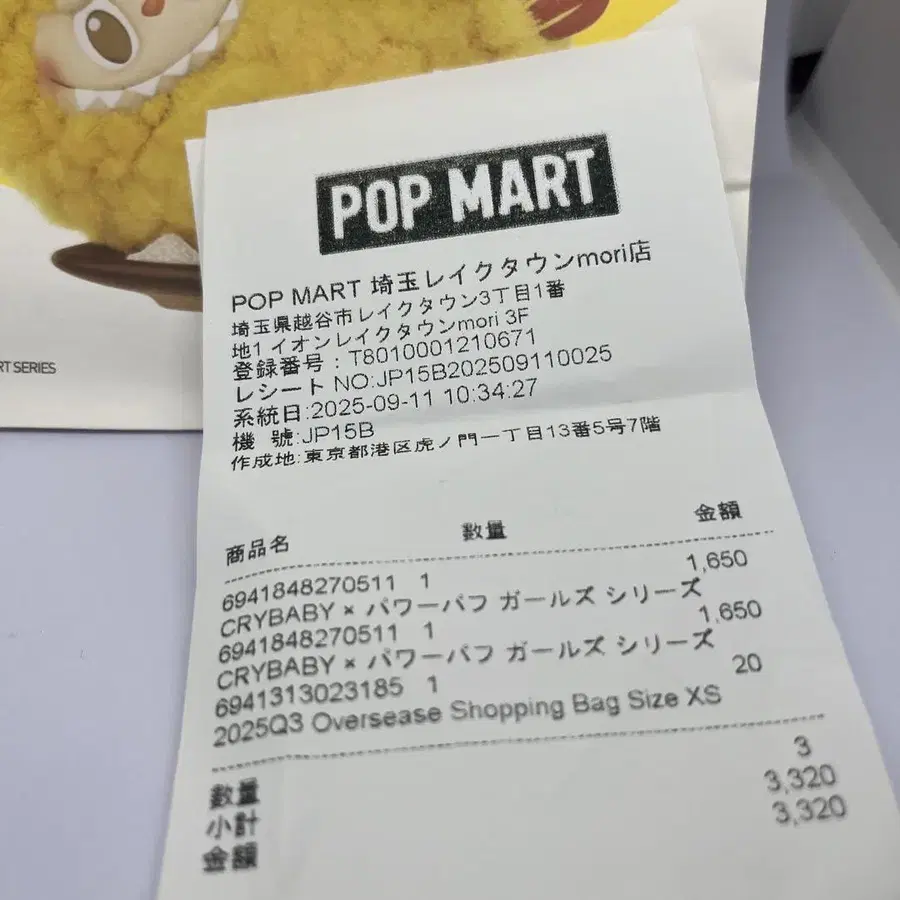 RT SERIES
POP MART
POP MART 埼玉レイクタウンmori店
埼玉県越谷市レイクタウン3丁目1番
地1 イオンレイクタウンmori 3F
登録番号：T8010001210671
レシート NO:JP15B202509110025
系統日:2025-09-11 10:34:27
機 號:JP15B
作成地:東京都港区虎ノ門一丁目13番5号7階
商品名 数量 金額
6941848270511 1 1,650
CRYBABY × パワーパフ ガールズ シリーズ
6941848270511 1 1,650
CRYBABY × パワーパフ ガールズ シリーズ
6941313023185 1 20
2025Q3 Oversease Shopping Bag Size XS
数量 3
小計 3,320
金額 3,320